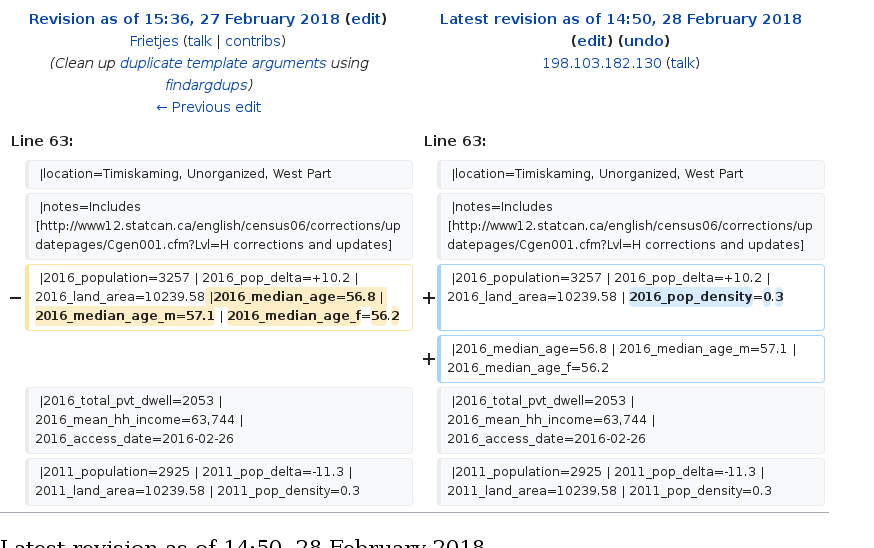 Revision as of 15:36, 27 February 2018 (edit)
Frietjes (talk | contribs)
(Clean up duplicate template arguments using
findargdups)
← Previous edit
Latest revision as of 14:50, 28 February 2018
(edit) (undo)
198.103.182.130 (talk)
Line 63:
Line 63:
|location=Timiskaming, Unorganized, West Part
|location=Timiskaming, Unorganized, West Part
|notes=Includes
[http://www12.statcan.ca/english/census06/corrections/up
datepages/Cgen001.cfm?Lvl=H corrections and updates]
|notes=Includes
[http://www12.statcan.ca/english/census06/corrections/up
datepages/Cgen001.cfm?Lvl=H corrections and updates]
−
|2016_population=3257 | 2016_pop_delta=+10.2 |
2016_land_area=10239.58 |2016_median_age=56.8 |
2016_median_age_m=57.1 | 2016_median_age_f=56.2
+
|2016_population=3257 | 2016_pop_delta=+10.2 |
2016_land_area=10239.58 | 2016_pop_density=0.3
+
|2016_median_age=56.8 | 2016_median_age_m=57.1 |
2016_median_age_f=56.2
|2016_total_pvt_dwell=2053 |
2016_mean_hh_income=63,744 |
2016_access_date=2016-02-26
|2016_total_pvt_dwell=2053 |
2016_mean_hh_income=63,744 |
2016_access_date=2016-02-26
|2011_population=2925 | 2011_pop_delta=-11.3 |
2011_land_area=10239.58 | 2011_pop_density=0.3
|2011_population=2925 | 2011_pop_delta=-11.3 |
2011_land_area=10239.58 | 2011_pop_density=0.3
Latest revision as of 14:50, 28 February 2018